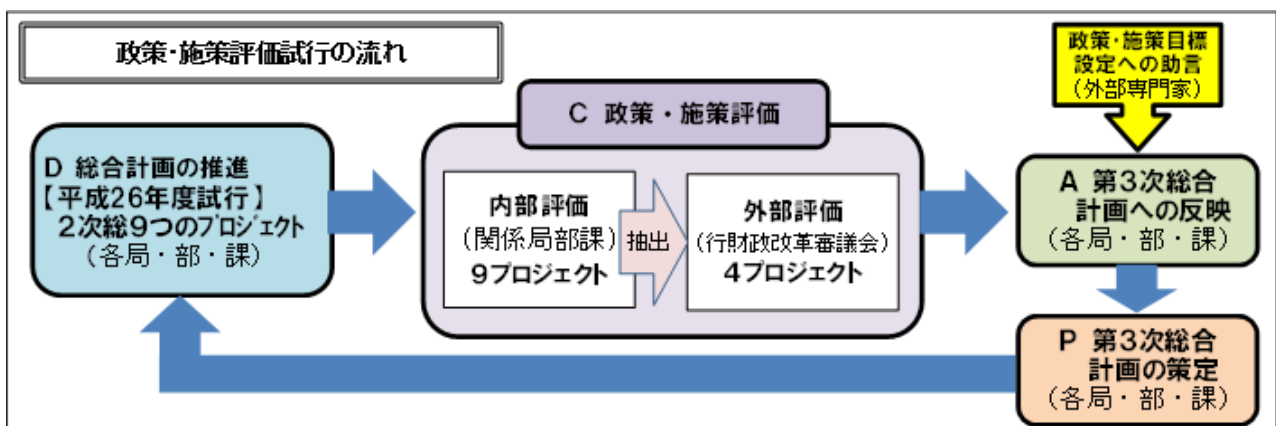 政策・施策評価試行の流れ
D 総合計画の推進
【平成26年度試行】
2次総9つのプロジェクト
(各局・部・課)
C 政策・施策評価
内部評価
(関係局部課)
9プロジェクト
抽出
外部評価
(行財政改革審議会)
4プロジェクト
政策・施策目標
設定への助言
(外部専門家)
A 第3次総合
計画への反映
(各局・部・課)
P 第3次総合
計画の策定
(各局・部・課)